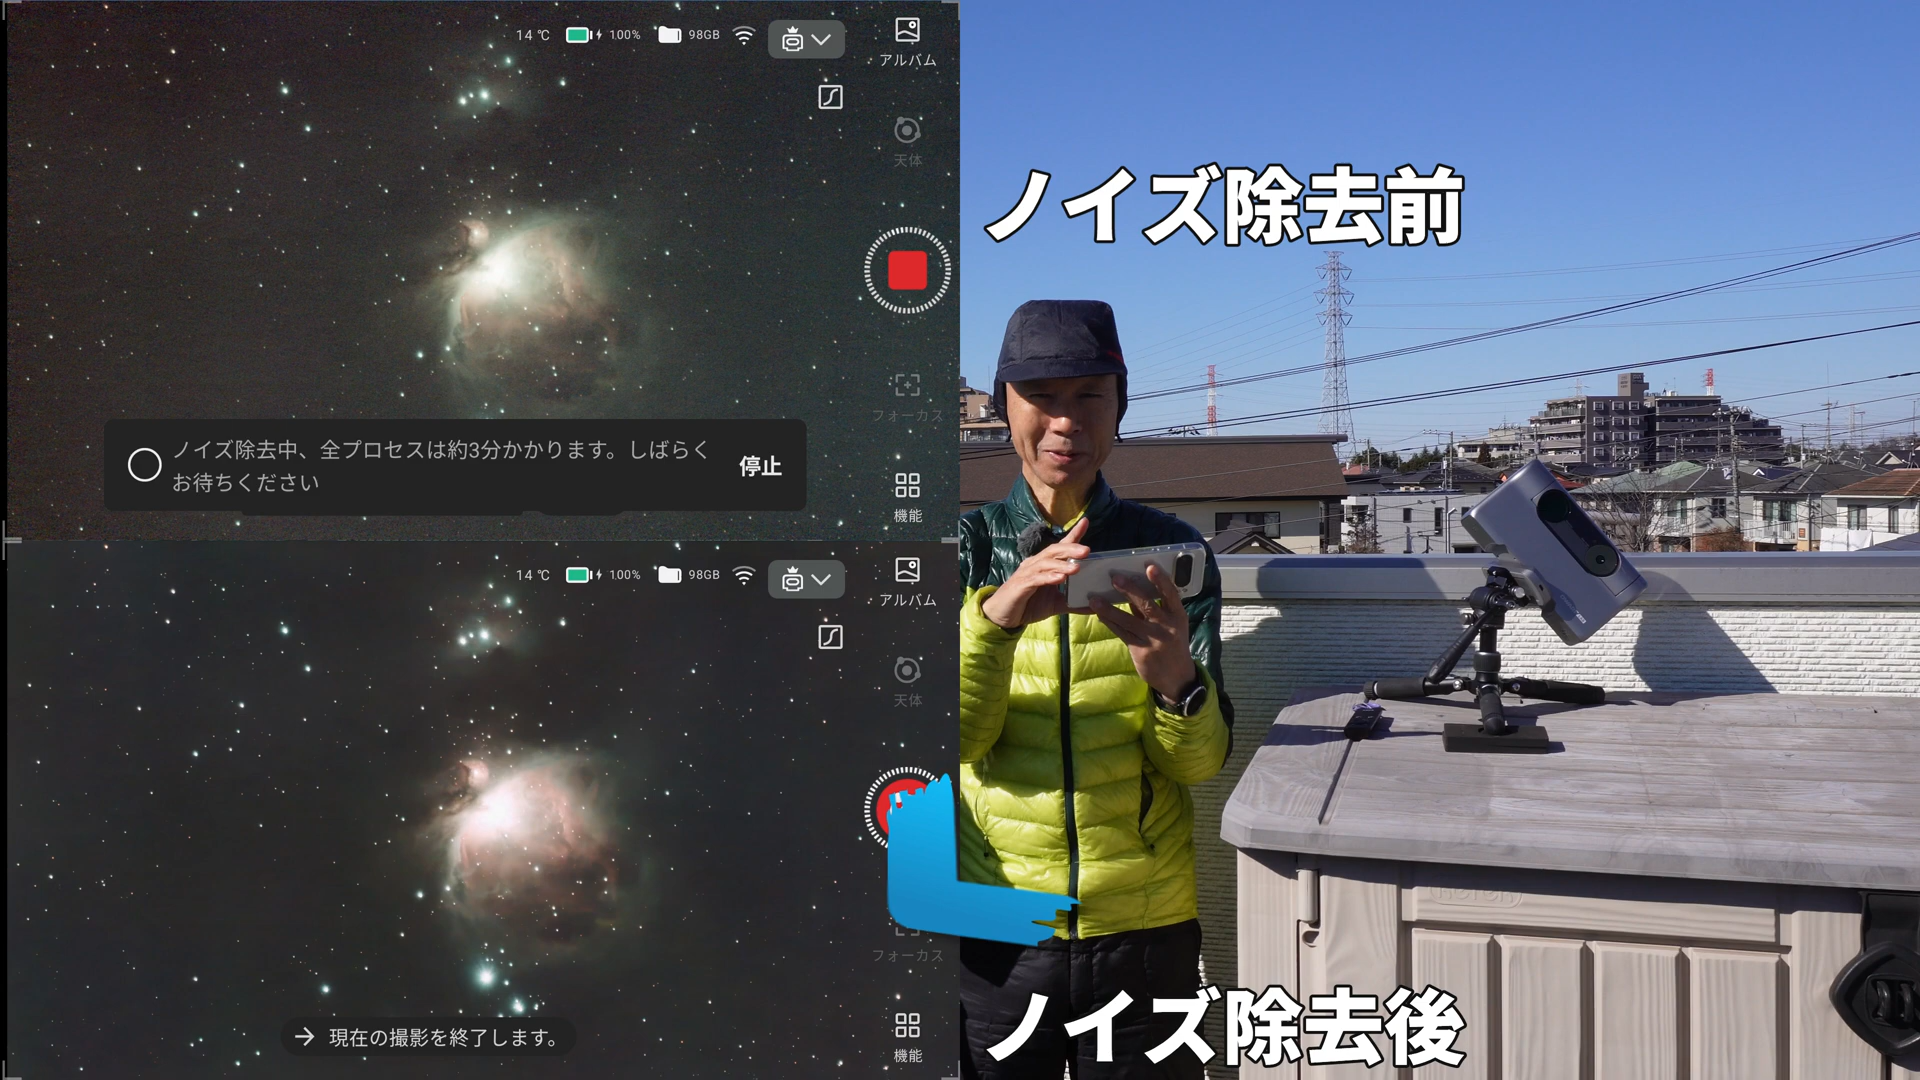 14℃ 100% 98GB
アルバム
天体
フォーカス
ノイズ除去中、全プロセスは約3分かかります。しばらく
お待ちください
停止
機能
14℃ 100% 98GB
アルバム
天体
フォーカス
現在の撮影を終了します。
機能
ノイズ除去前
ノイズ除去後